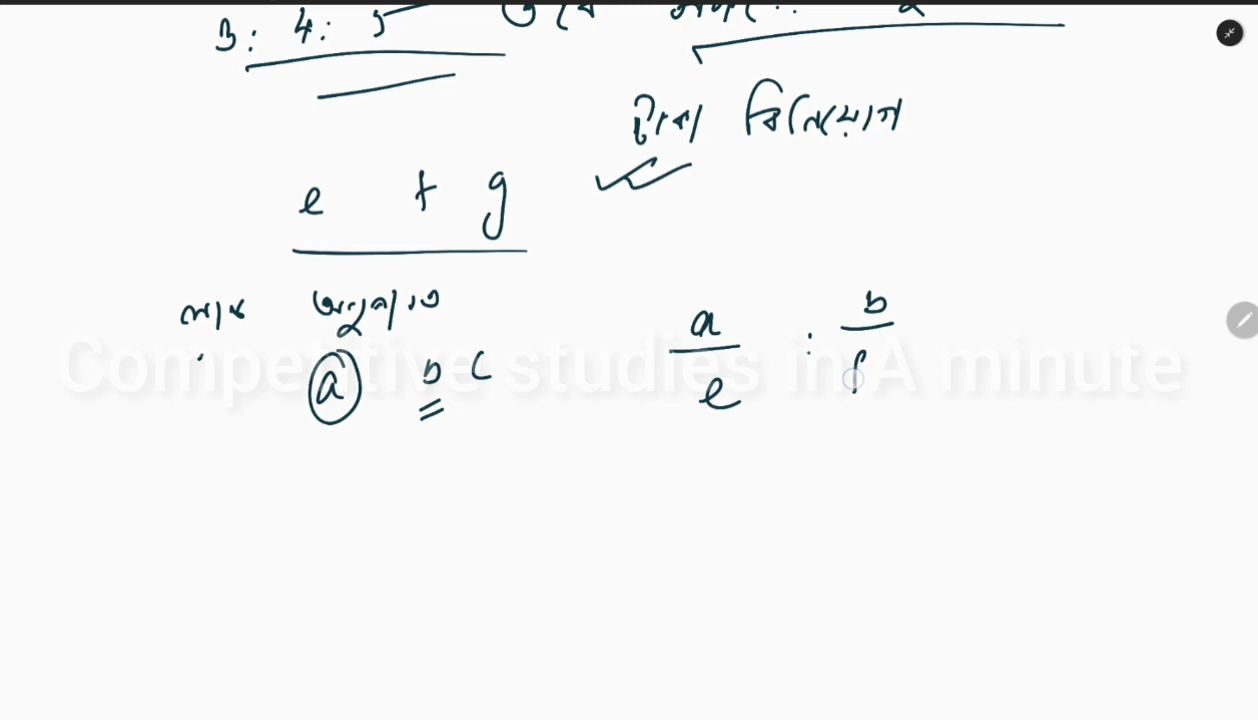 3: 4: 5
টাকা বিনিয়োগ
e f g
লাভ অনুপাত
a b c
a/e : b/f
Competitive studies in A minute